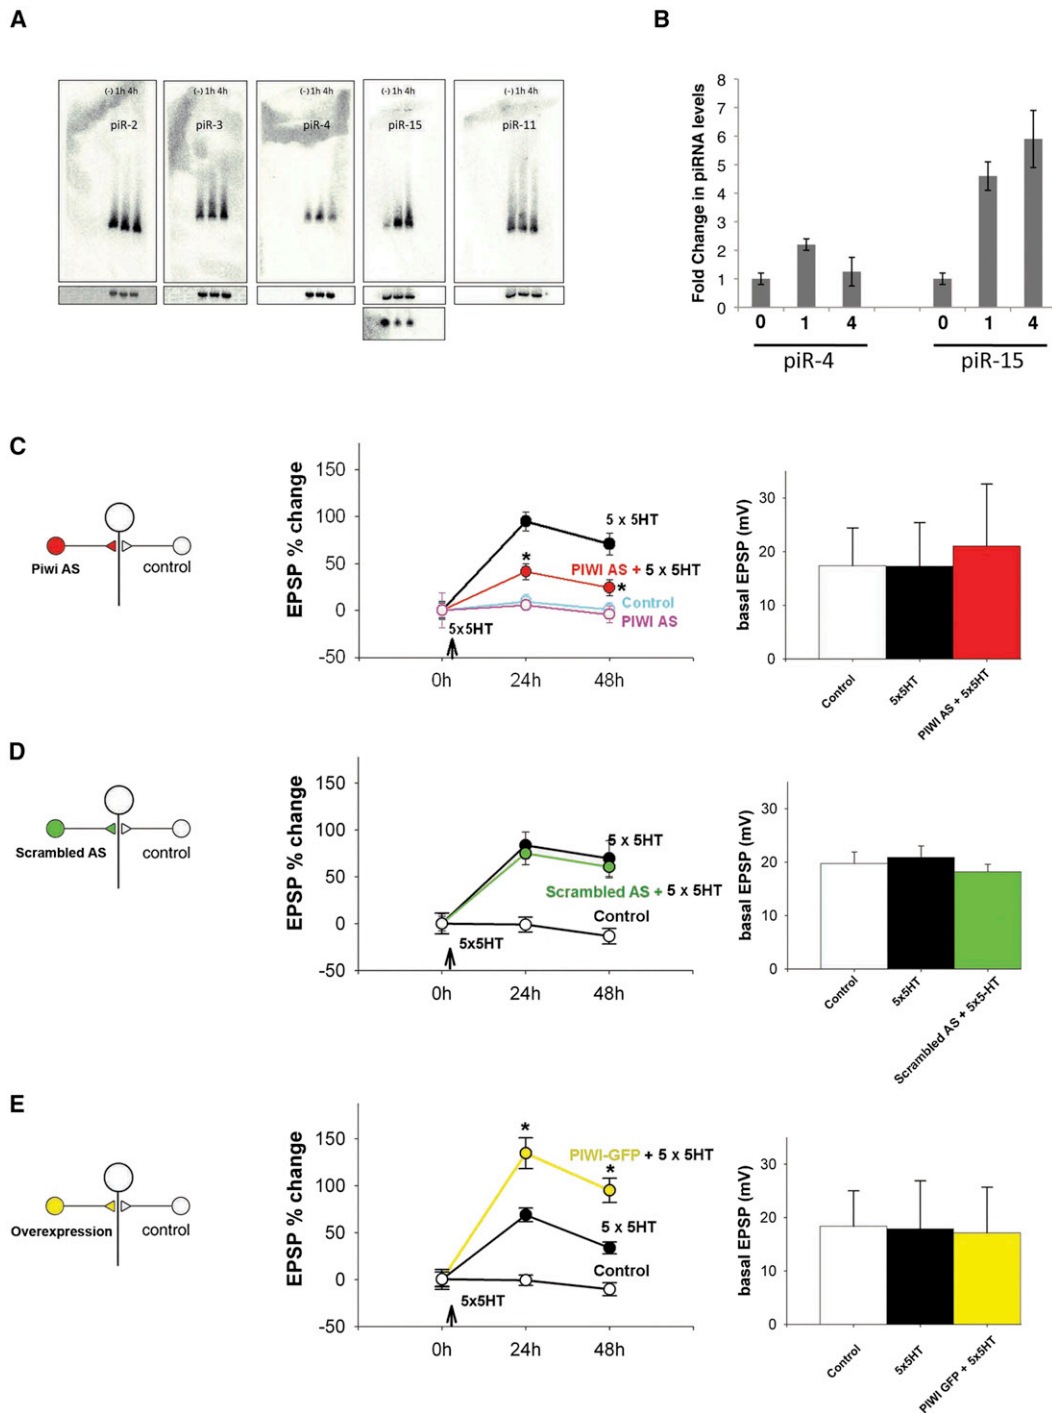 A
(-) 1h 4h
piR-2
(-) 1h 4h
piR-3
(-) 1h 4h
piR-4
(-) 1h 4h
piR-15
(-) 1h 4h
piR-11
B
Fold Change in piRNA levels
8
7
6
5
4
3
2
1
0
0 1 4 0 1 4
piR-4 piR-15
C
Piwi AS control
EPSP % change
150
100
50
0
-50
5 x 5HT
*
PIWI AS + 5 x 5HT
*
Control
PIWI AS
5x5HT
0h 24h 48h
basal EPSP (mV)
30
20
10
0
Control
5x5HT
PIWI AS + 5x5HT
D
Scrambled AS control
EPSP % change
150
100
50
0
-50
5 x 5HT
Scrambled AS + 5 x 5HT
Control
5x5HT
0h 24h 48h
basal EPSP (mV)
30
20
10
0
Control
5x5HT
Scrambled AS + 5x5-HT
E
Overexpression control
EPSP % change
150
100
50
0
-50
*
PIWI-GFP + 5 x 5HT
*
5 x 5HT
Control
5x5HT
0h 24h 48h
basal EPSP (mV)
30
20
10
0
Control
5x5HT
PIWI GFP + 5x5HT